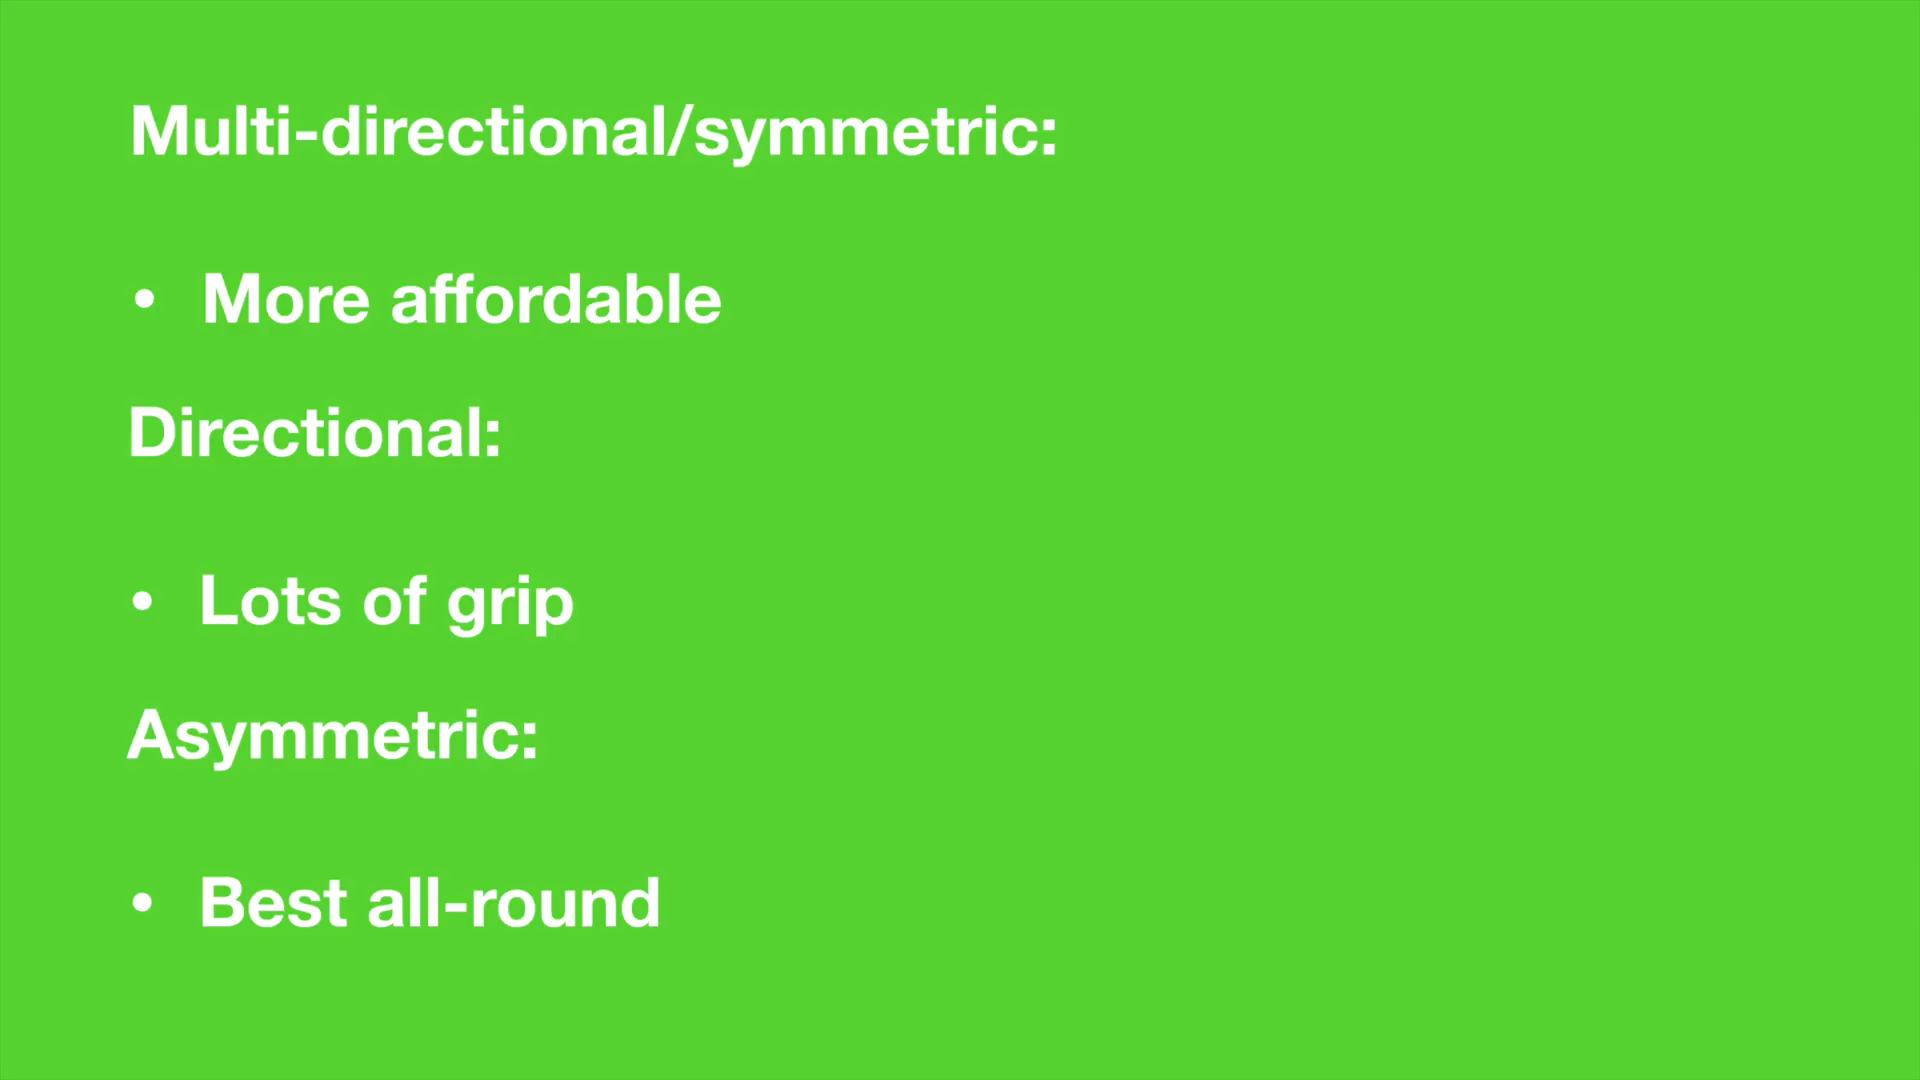 Multi-directional/symmetric:
• More affordable
Directional:
• Lots of grip
Asymmetric:
• Best all-round